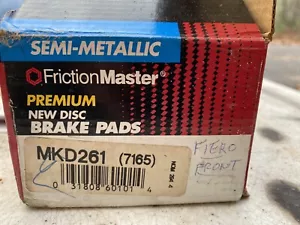 SEMI-METALLIC
FrictionMaster®
PREMIUM
NEW DISC
BRAKE PADS
MKD261 (7165)
FIERO
FRONT
0 31808 60101 4